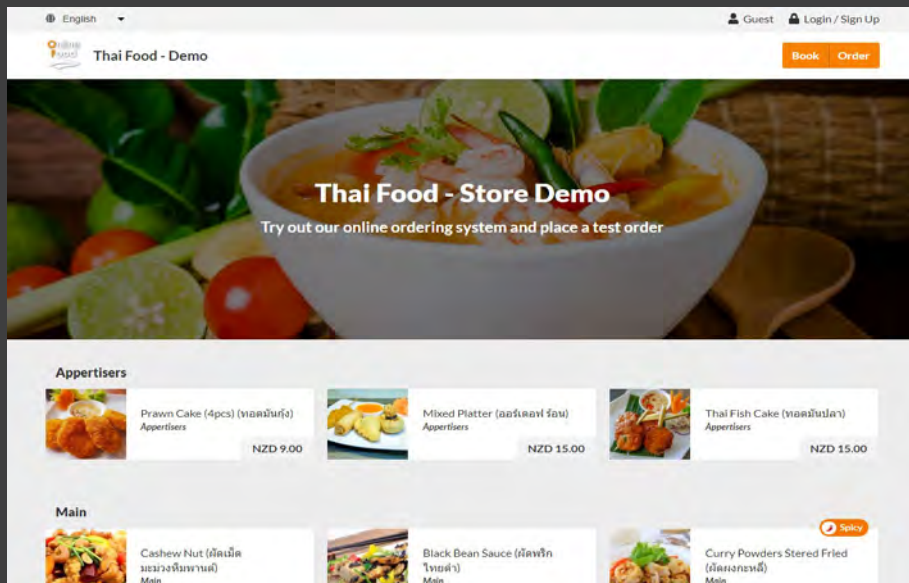 English
Guest
Login / Sign Up
Online
Food
Thai Food - Demo
Book
Order
Thai Food - Store Demo
Try out our online ordering system and place a test order
Appertisers
Prawn Cake (4pcs) (ทอดมันกุ้ง)
Appertisers
NZD 9.00
Mixed Platter (ออร์เดอฟ ร้อน)
Appertisers
NZD 15.00
Thai Fish Cake (ทอดมันปลา)
Appertisers
NZD 15.00
Main
Cashew Nut (ผัดเม็ด
มะม่วงหิมพานต์)
Main
Black Bean Sauce (ผัดพริก
ไทยดำ)
Main
Spicy
Curry Powders Stered Fried
(ผัดผงกะหลี่)
Main